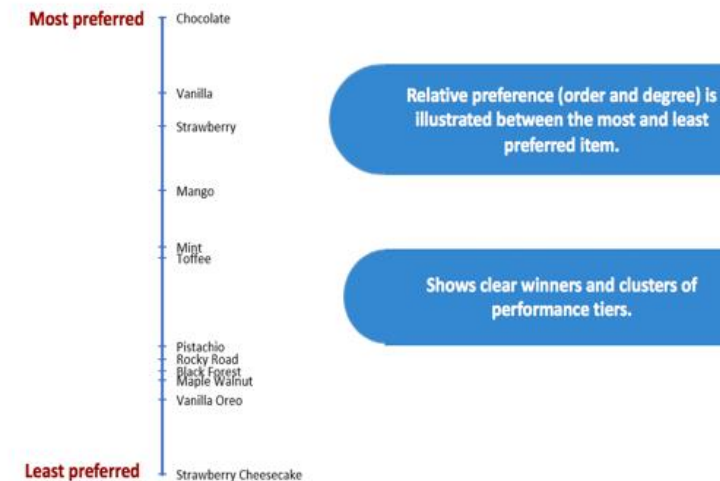 Most preferred
Chocolate
Vanilla
Strawberry
Mango
Mint
Toffee
Pistachio
Rocky Road
Black Forest
Maple Walnut
Vanilla Oreo
Least preferred
Strawberry Cheesecake
Relative preference (order and degree) is
illustrated between the most and least
preferred item.
Shows clear winners and clusters of
performance tiers.